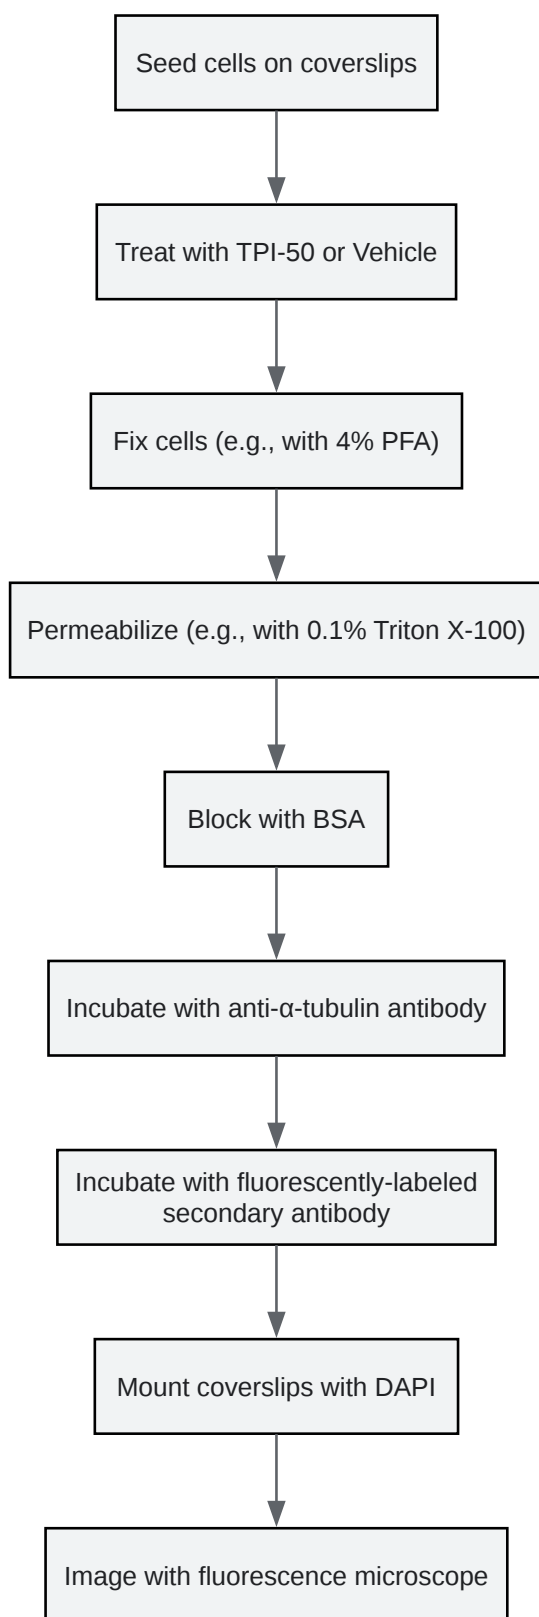 Seed cells on coverslips
Treat with TPI-50 or Vehicle
Fix cells (e.g., with 4% PFA)
Permeabilize (e.g., with 0.1% Triton X-100)
Block with BSA
Incubate with anti-α-tubulin antibody
Incubate with fluorescently-labeled
secondary antibody
Mount coverslips with DAPI
Image with fluorescence microscope